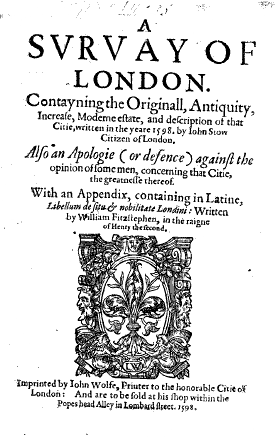 A
SVRVAY OF
LONDON.
Contayning the Originall, Antiquity,
Increaſe, Moderne eſtate, and deſcription of that
Citie, written in the yeare 1598. by Iohn Stow
Citizen of London.
Alſo an Apologie (or defence) againſt the
opinion of ſome men, concerning that Citie,
the greatneſſe thereof.
With an Appendix, containing in Latine,
Libellum de ſitu & nobilitate Londini: Written
by William Fitzſtephen, in the raigne
of Henry the ſecond.
Imprinted by Iohn Wolfe, Printer to the honorable Citie of
London: And are to be ſold at his ſhop within the
Popes head Alley in Lombard ſtreet. 1598.